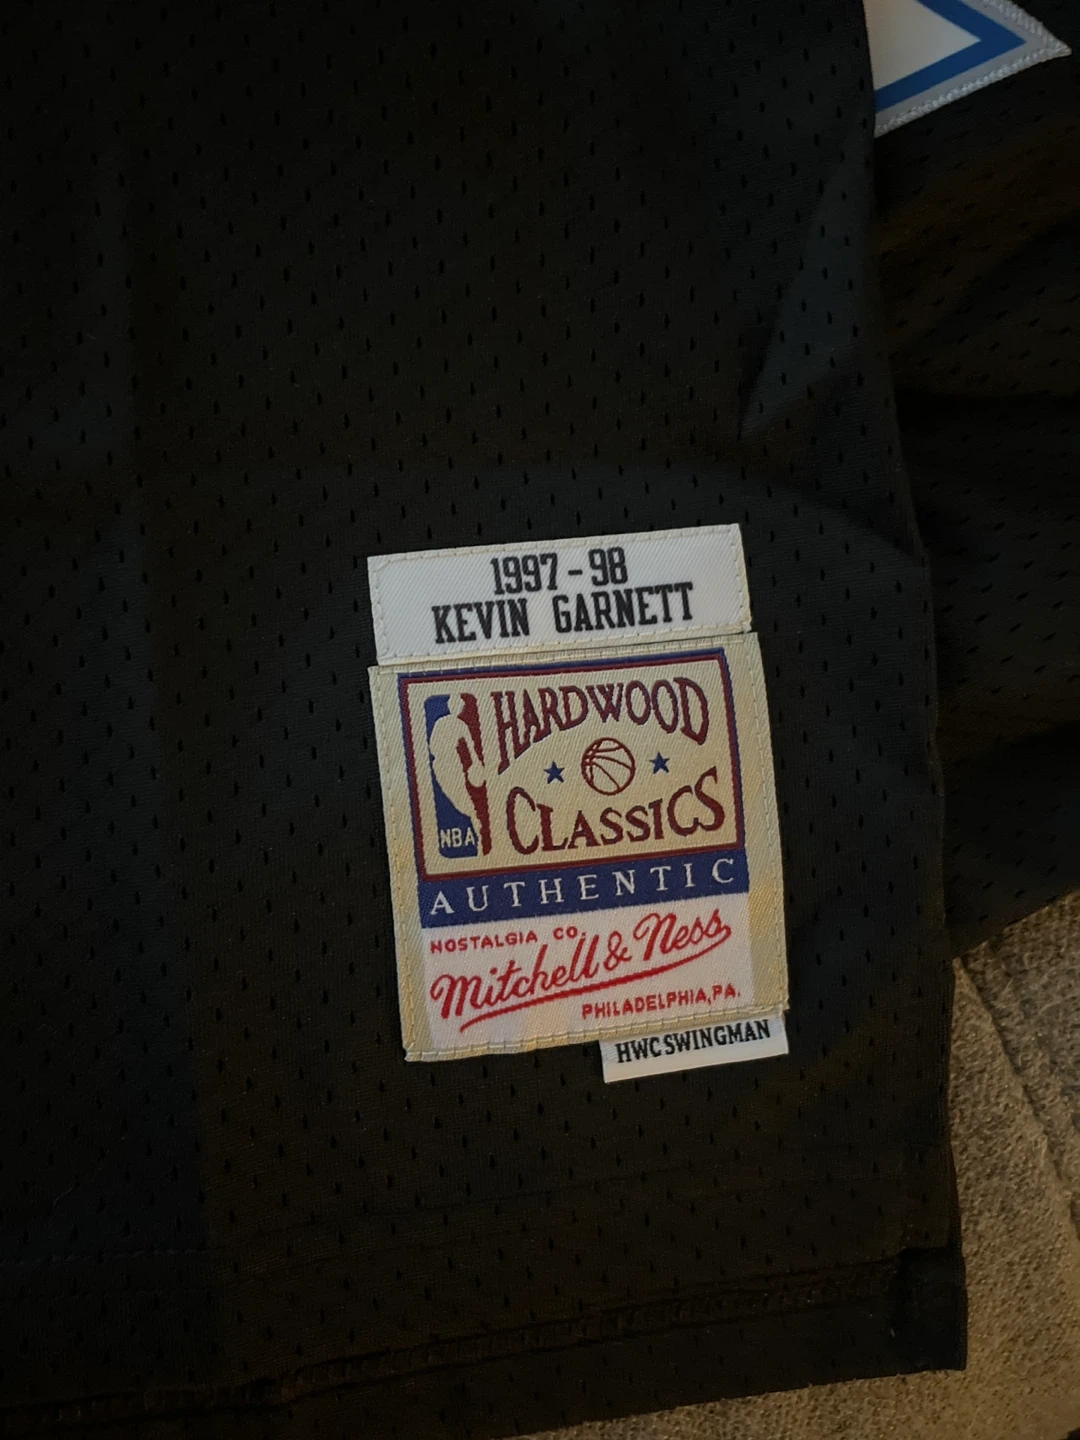 1997-98
KEVIN GARNETT
HARDWOOD
CLASSICS
NBA
AUTHENTIC
NOSTALGIA CO.
Mitchell & Ness
PHILADELPHIA, PA.
HWC SWINGMAN